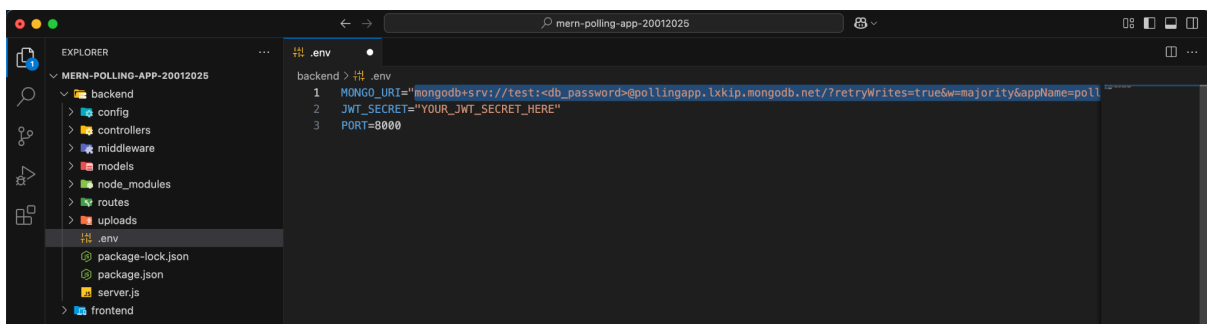 mern-polling-app-20012025
EXPLORER
.env
1
MERN-POLLING-APP-20012025
backend
config
controllers
middleware
models
node_modules
routes
uploads
.env
package-lock.json
package.json
server.js
frontend
backend > .env
1 MONGO_URI="mongodb+srv://test:<db_password>@pollingapp.lxkip.mongodb.net/?retryWrites=true&w=majority&appName=poll
2 JWT_SECRET="YOUR_JWT_SECRET_HERE"
3 PORT=8000